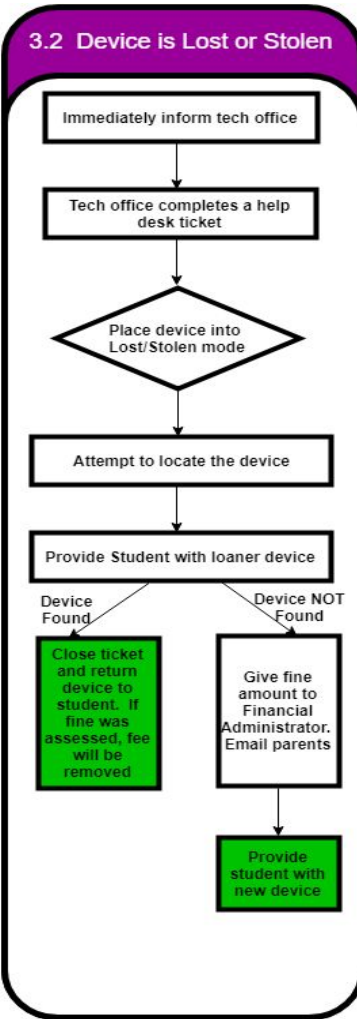 3.2 Device is Lost or Stolen
Immediately inform tech office
Tech office completes a help
desk ticket
Place device into
Lost/Stolen mode
Attempt to locate the device
Provide Student with loaner device
Device
Found
Device NOT
Found
Close ticket
and return
device to
student. If
fine was
assessed, fee
will be
removed
Give fine
amount to
Financial
Administrator.
Email parents
Provide
student with
new device